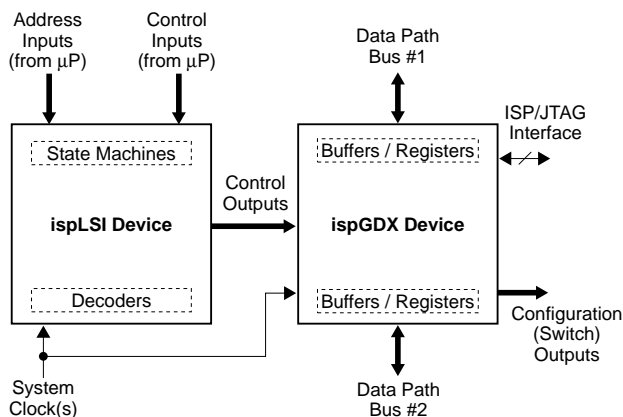 Address
Inputs
(from μP)
Control
Inputs
(from μP)
Data Path
Bus #1
ISP/JTAG
Interface
State Machines
Buffers / Registers
Control
Outputs
ispLSI Device
ispGDX Device
Decoders
Buffers / Registers
Configuration
(Switch)
Outputs
System
Clock(s)
Data Path
Bus #2